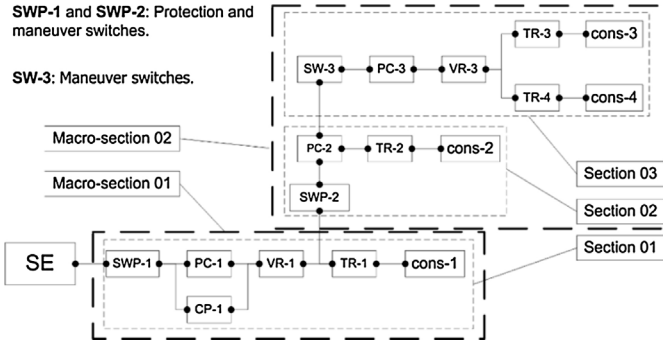 SWP-1 and SWP-2: Protection and
maneuver switches.
SW-3: Maneuver switches.
TR-3
cons-3
SW-3
PC-3
VR-3
TR-4
cons-4
Macro-section 02
PC-2
TR-2
cons-2
Section 03
Macro-section 01
SWP-2
Section 02
Section 01
SE
SWP-1
PC-1
VR-1
TR-1
cons-1
CP-1